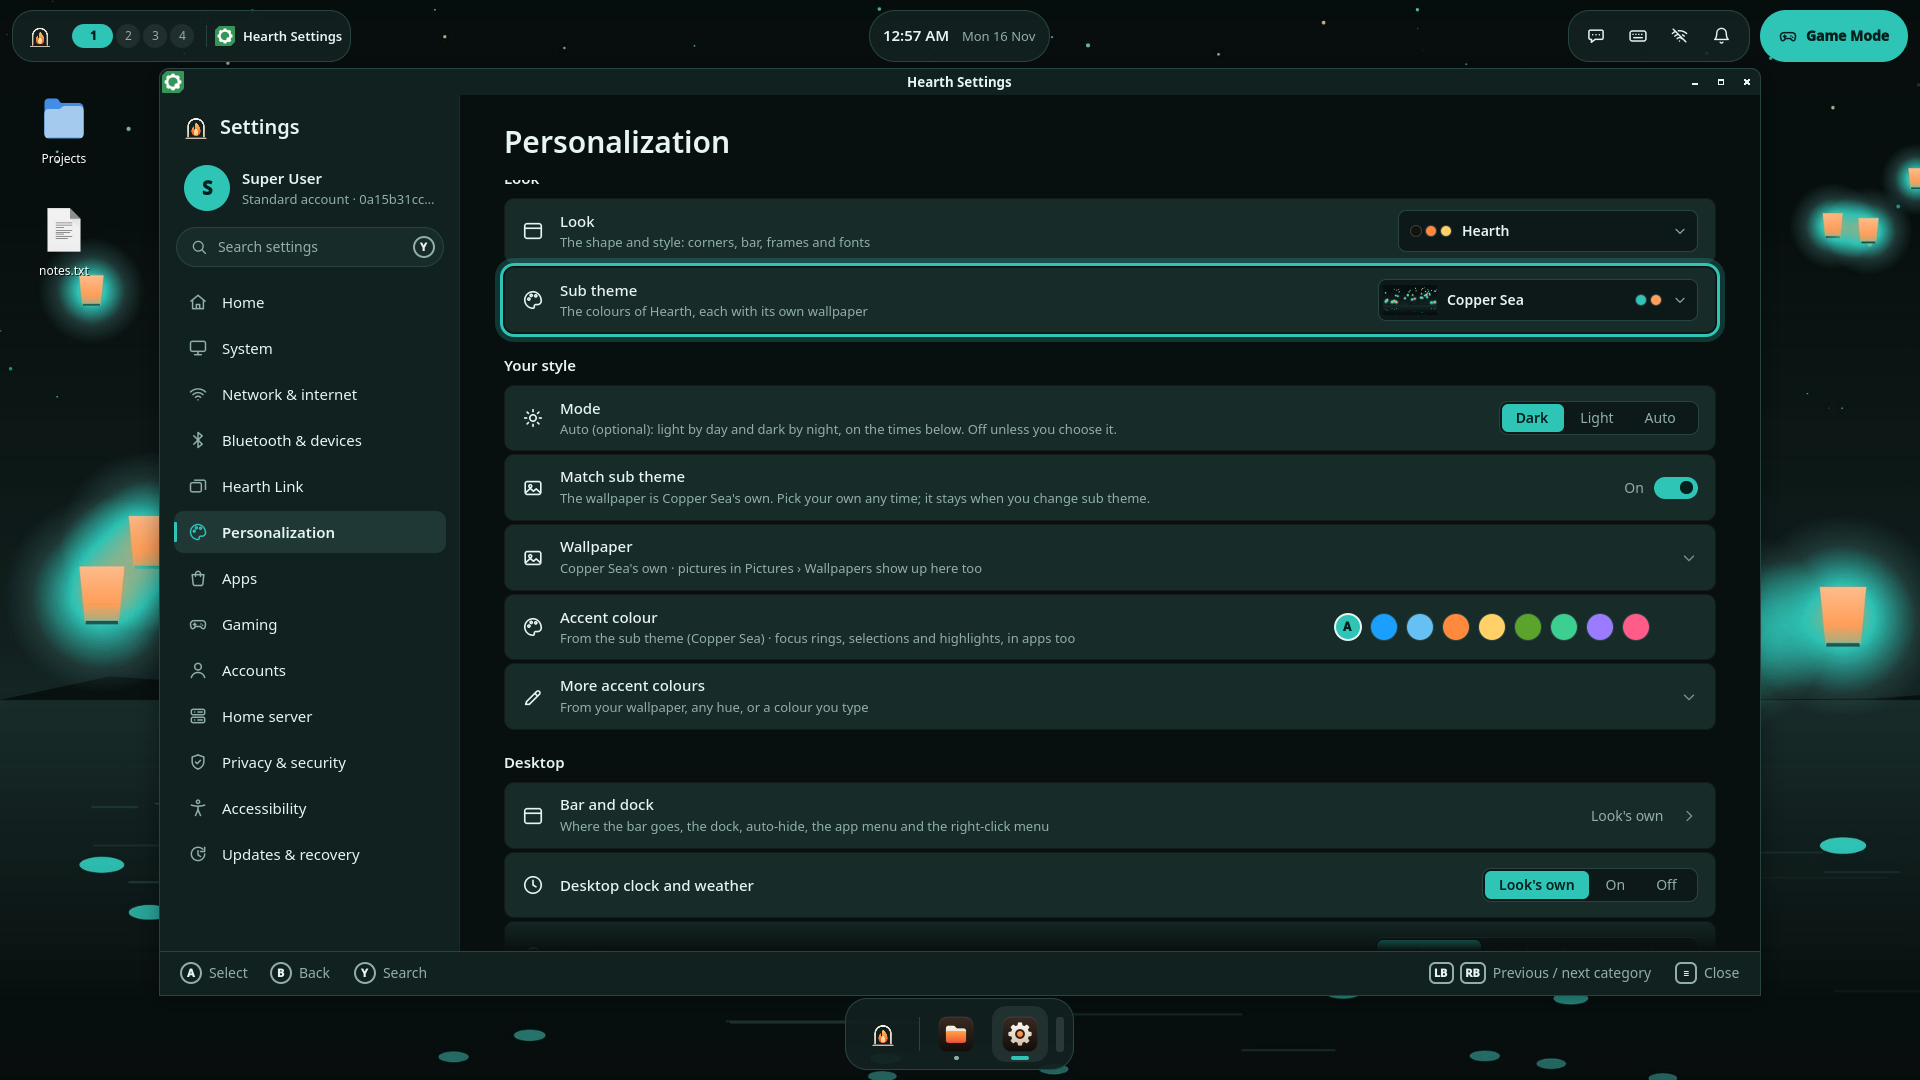 1 2 3 4 Hearth Settings
12:57 AM Mon 16 Nov
Game Mode
Projects
notes.txt
Hearth Settings
Settings
S
Super User
Standard account · 0a15b31cc...
Search settings Y
Home
System
Network & internet
Bluetooth & devices
Hearth Link
Personalization
Apps
Gaming
Accounts
Home server
Privacy & security
Accessibility
Updates & recovery
Personalization
Look
Look
The shape and style: corners, bar, frames and fonts
Hearth
Sub theme
The colours of Hearth, each with its own wallpaper
Copper Sea
Your style
Mode
Auto (optional): light by day and dark by night, on the times below. Off unless you choose it.
Dark Light Auto
Match sub theme
The wallpaper is Copper Sea's own. Pick your own any time; it stays when you change sub theme.
On
Wallpaper
Copper Sea's own · pictures in Pictures › Wallpapers show up here too
Accent colour
From the sub theme (Copper Sea) · focus rings, selections and highlights, in apps too
A
More accent colours
From your wallpaper, any hue, or a colour you type
Desktop
Bar and dock
Where the bar goes, the dock, auto-hide, the app menu and the right-click menu
Look's own
Desktop clock and weather
Look's own On Off
A Select B Back Y Search
LB RB Previous / next category Close